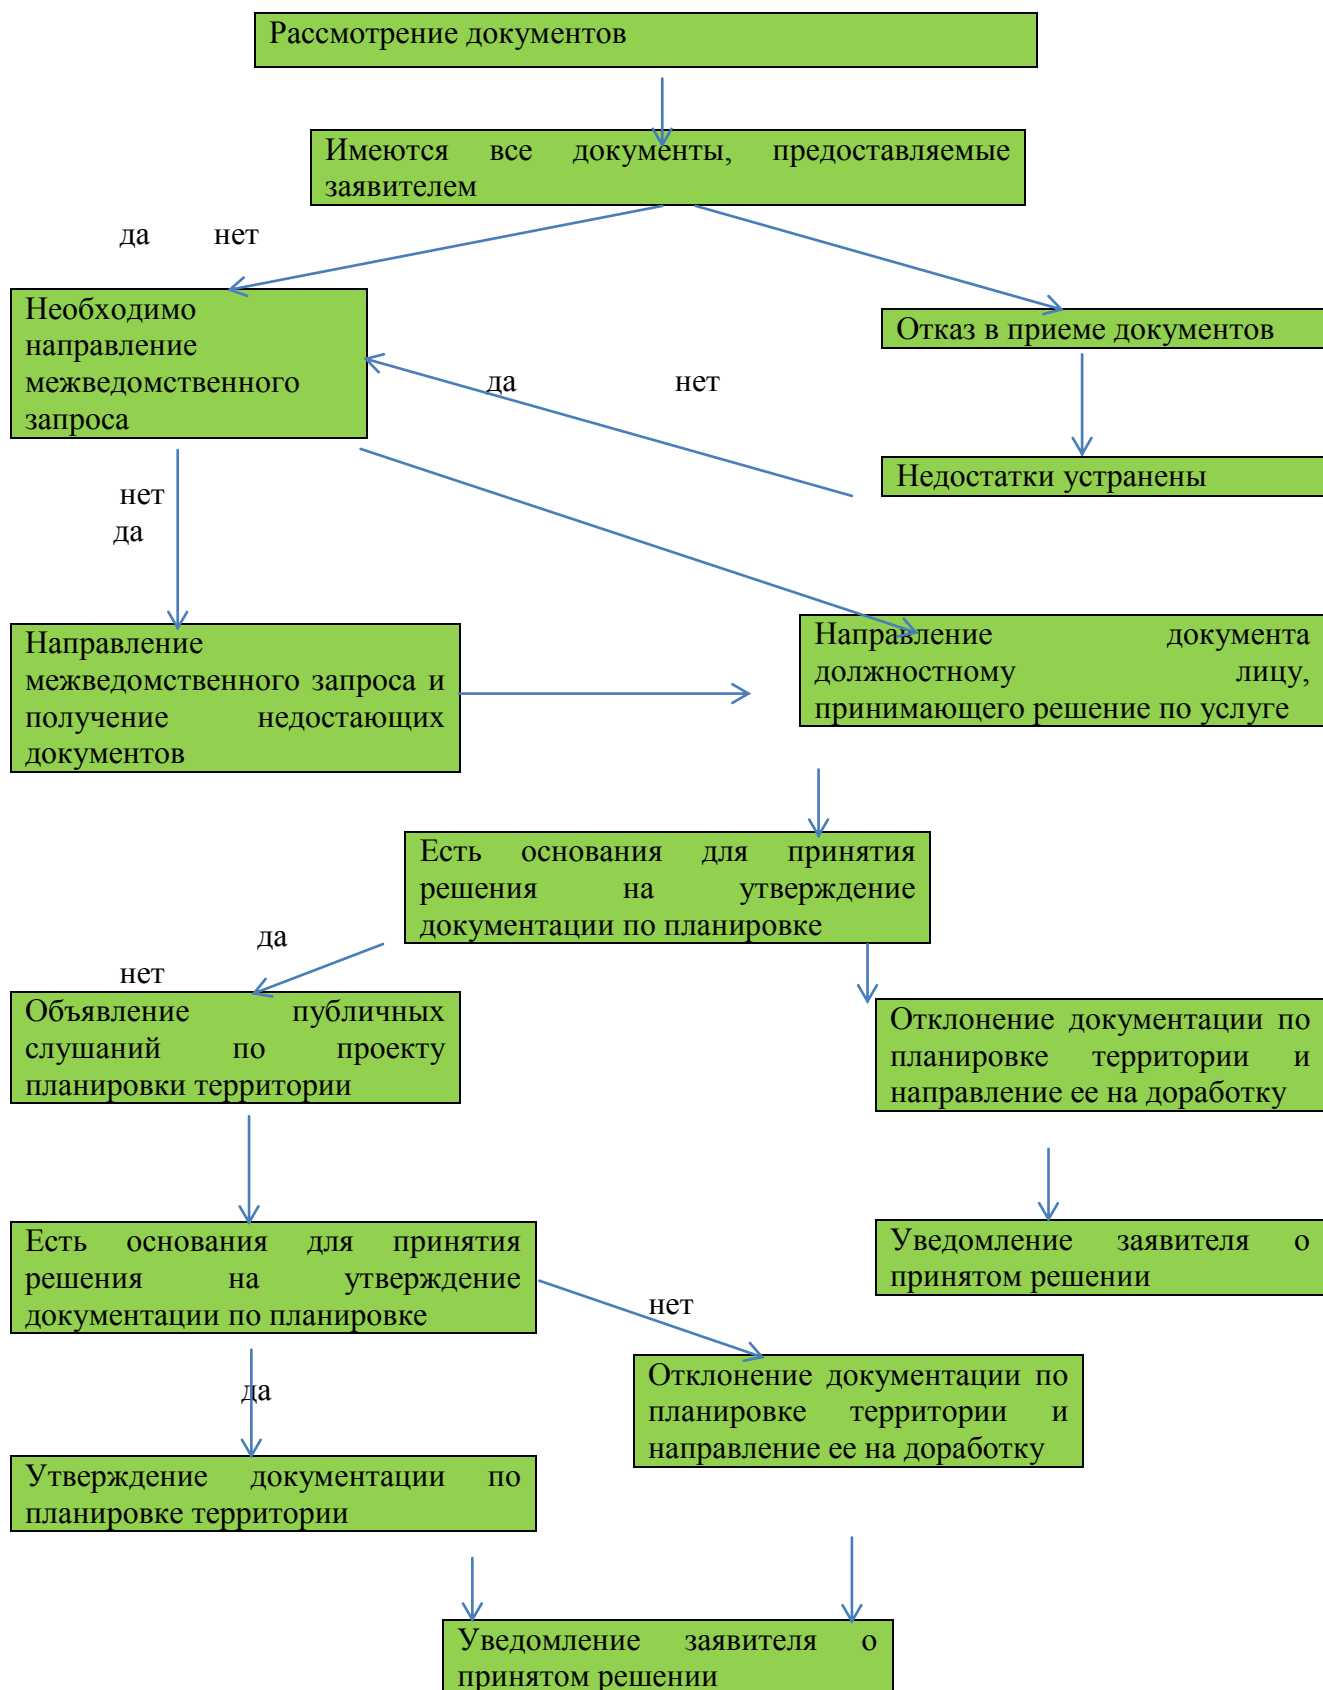 Рассмотрение документов
Имеются все документы, предоставляемые
заявителем
да нет
Необходимо
направление
межведомственного
запроса
Отказ в приеме документов
да нет
Недостатки устранены
нет
да
Направление
межведомственного запроса и
получение недостающих
документов
Направление документа
должностному лицу,
принимающего решение по услуге
Есть основания для принятия
решения на утверждение
документации по планировке
да
нет
Объявление публичных
слушаний по проекту
планировки территории
Отклонение документации по
планировке территории и
направление ее на доработку
Есть основания для принятия
решения на утверждение
документации по планировке
Уведомление заявителя о
принятом решении
нет
Отклонение документации по
планировке территории и
направление ее на доработку
да
Утверждение документации по
планировке территории
Уведомление заявителя о
принятом решении